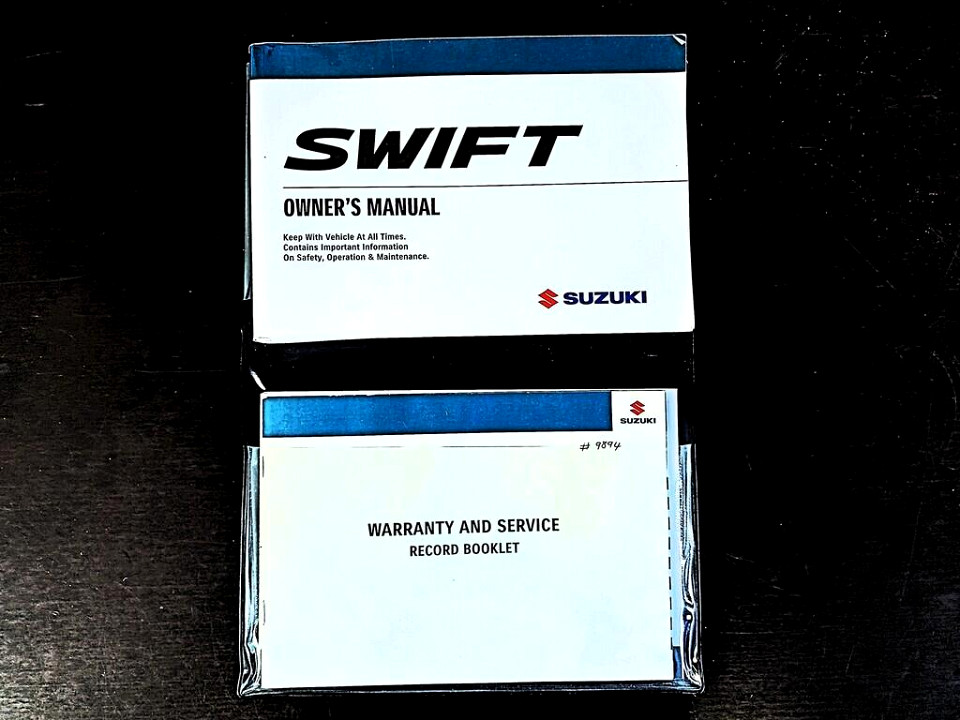 SWIFT
OWNER'S MANUAL
Keep With Vehicle At All Times.
Contains Important Information
On Safety, Operation & Maintenance.
SUZUKI
SUZUKI
# 9894
WARRANTY AND SERVICE
RECORD BOOKLET